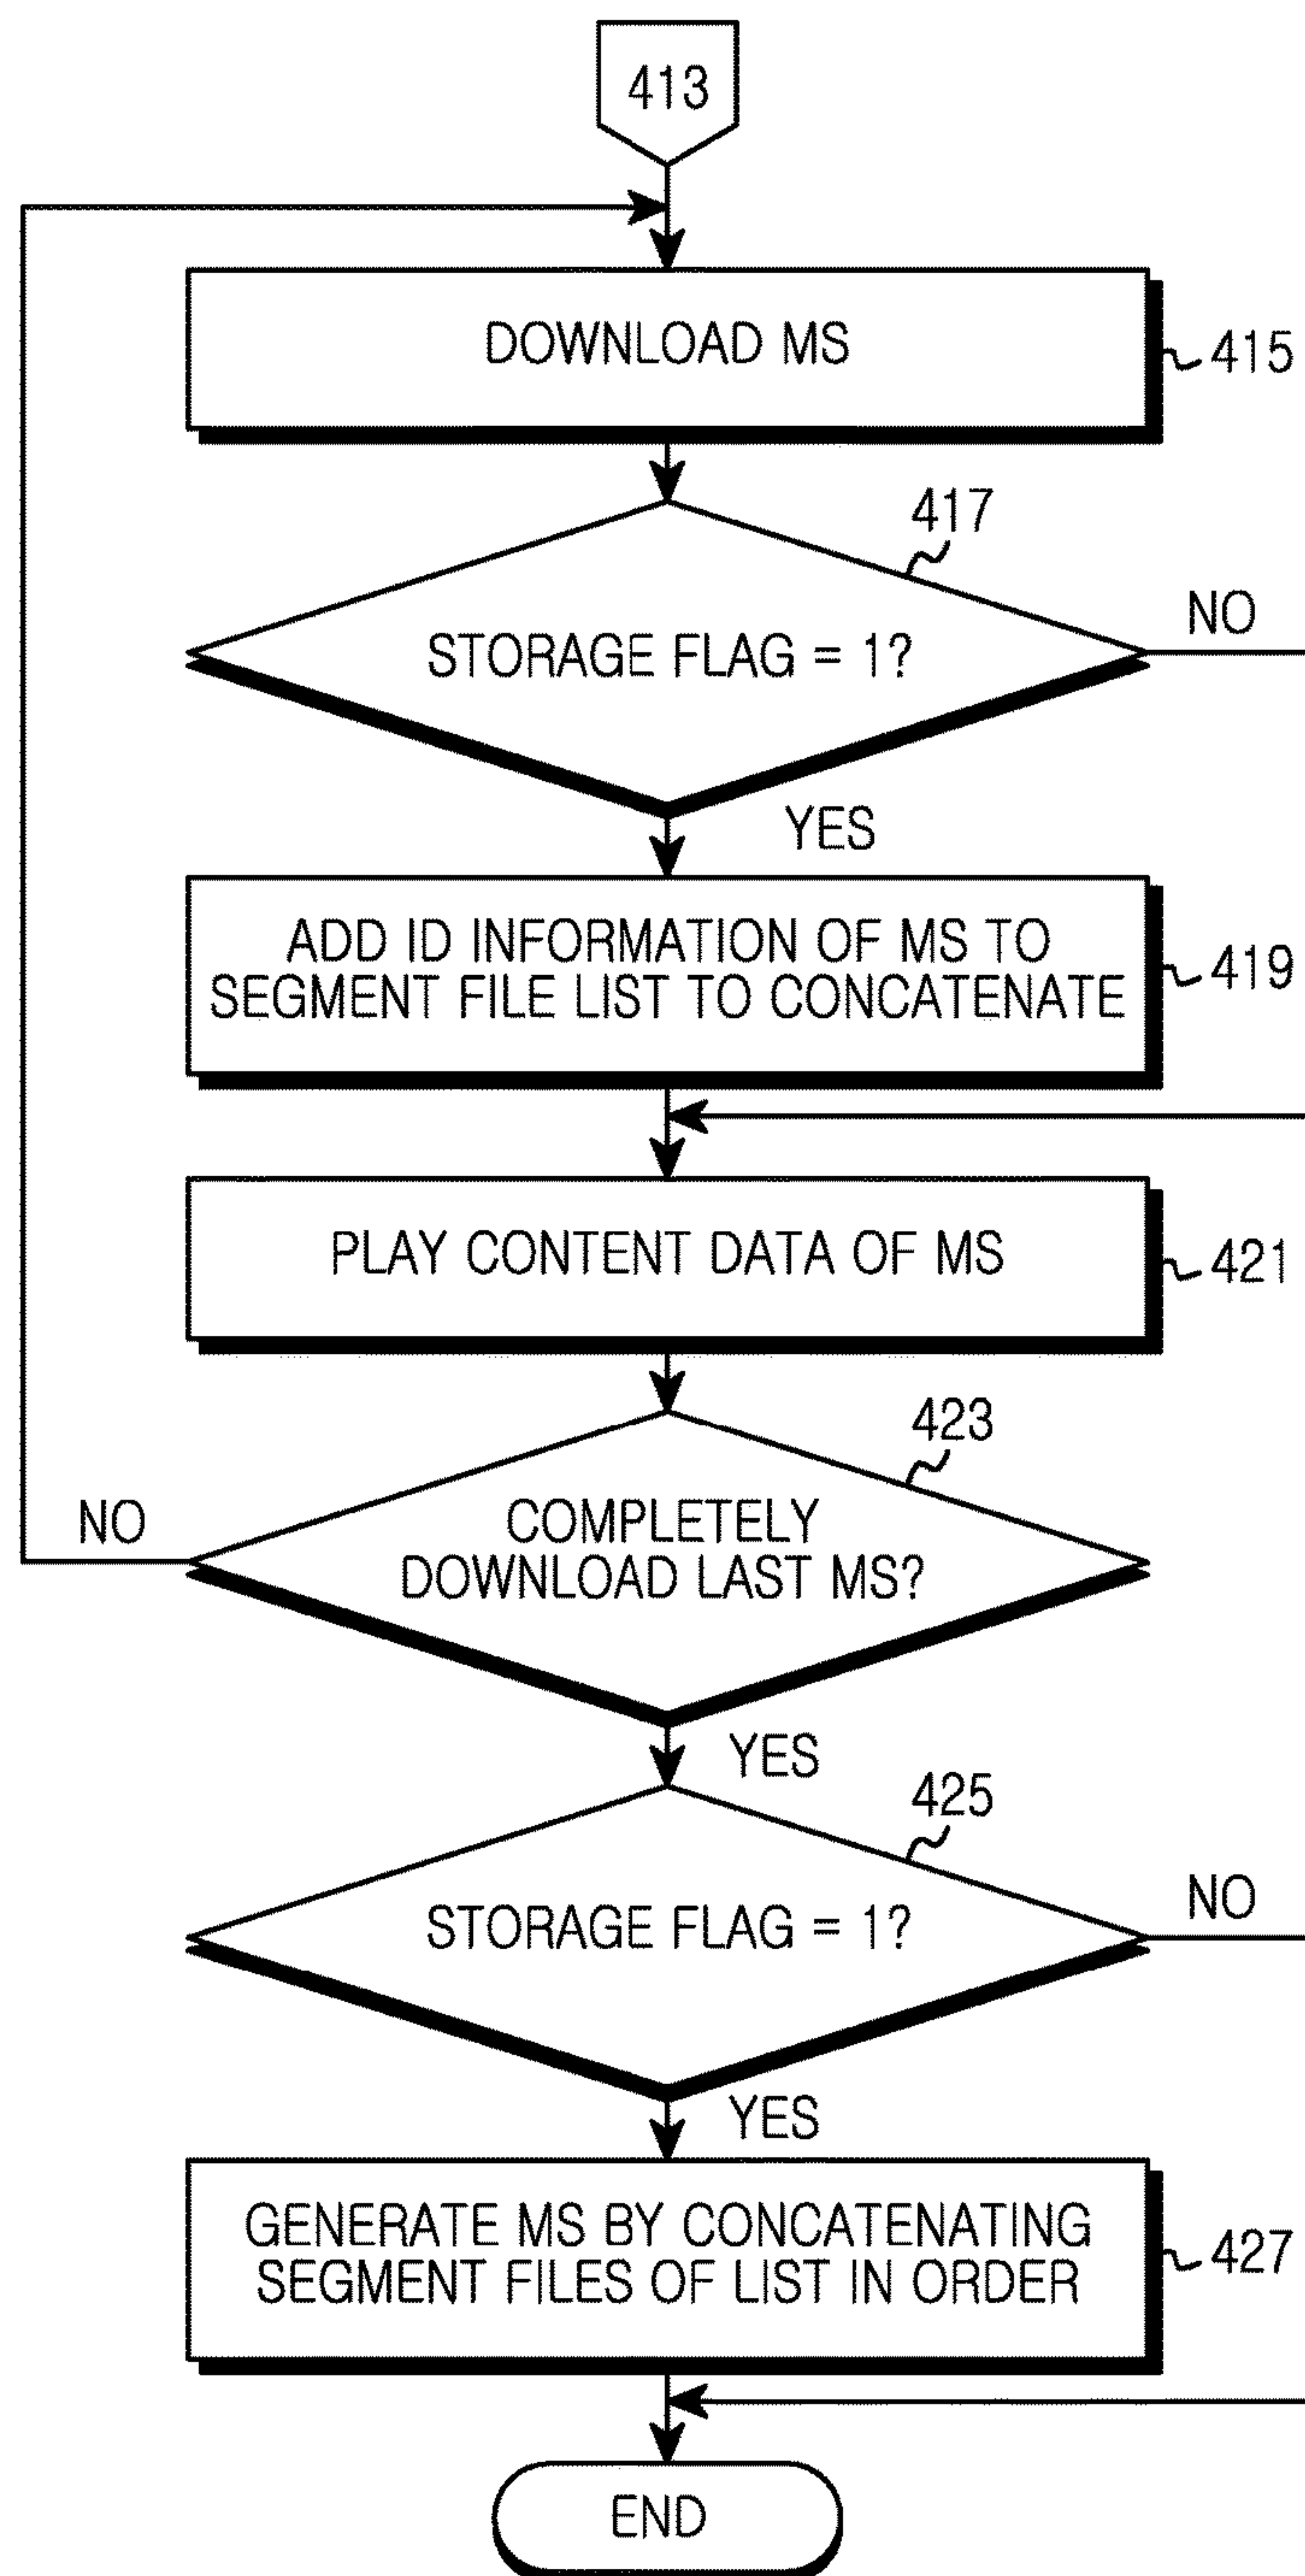 413
DOWNLOAD MS
415
417
STORAGE FLAG = 1?
NO
YES
ADD ID INFORMATION OF MS TO
SEGMENT FILE LIST TO CONCATENATE
419
PLAY CONTENT DATA OF MS
421
423
COMPLETELY
DOWNLOAD LAST MS?
NO
YES
425
STORAGE FLAG = 1?
NO
YES
GENERATE MS BY CONCATENATING
SEGMENT FILES OF LIST IN ORDER
427
END